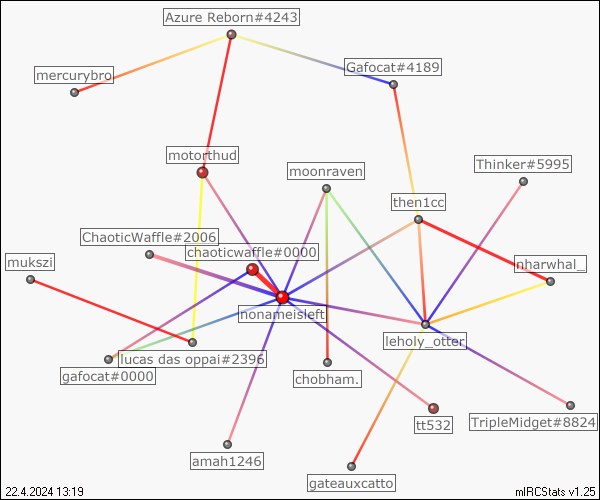 Azure Reborn#4243
Gafocat#4189
mercurybro
motorthud
moonraven
Thinker#5995
then1cc
ChaoticWaffle#2006
chaoticwaffle#0000
mukszi
nharwhal_
nonameisleft
leholy_otter
lucas das oppai#2396
gafocat#0000
chobham.
tt532
TripleMidget#8824
amah1246
gateauxcatto
22.4.2024 13:19
mIRCStats v1.25